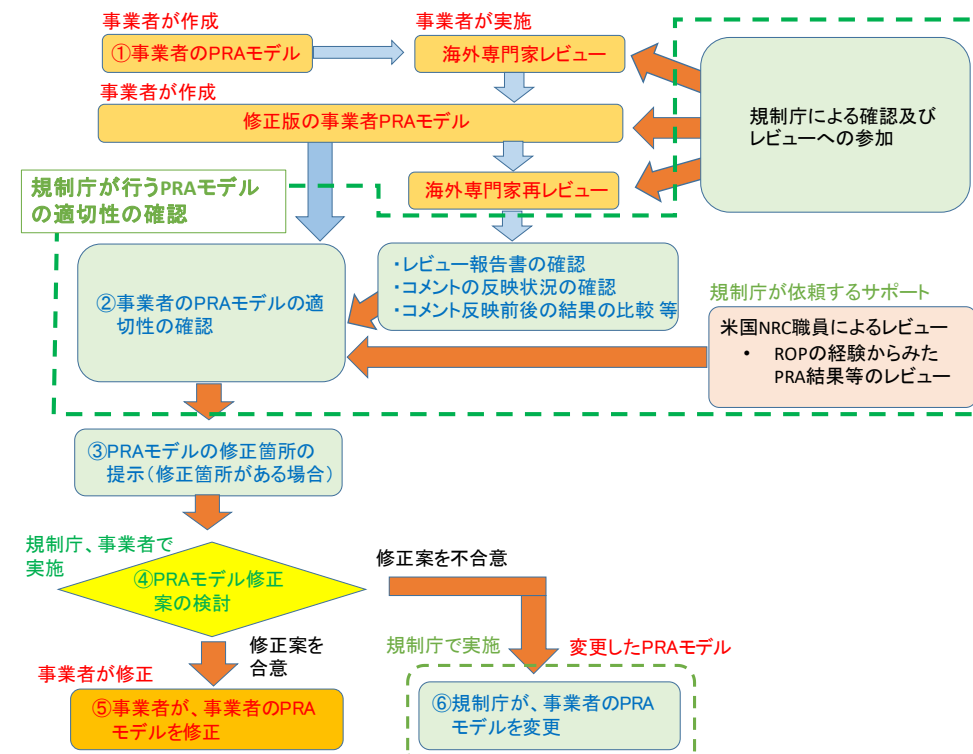 事業者が作成
①事業者のPRAモデル
事業者が実施
海外専門家レビュー
事業者が作成
修正版の事業者PRAモデル
規制庁による確認及び
レビューへの参加
海外専門家再レビュー
規制庁が行うPRAモデル
の適切性の確認
②事業者のPRAモデルの適
切性の確認
・レビュー報告書の確認
・コメントの反映状況の確認
・コメント反映前後の結果の比較 等
規制庁が依頼するサポート
米国NRC職員によるレビュー
• ROPの経験からみた
PRA結果等のレビュー
③PRAモデルの修正箇所の
提示(修正箇所がある場合)
規制庁、事業者で
実施
④PRAモデル修正
案の検討
修正案を不合意
修正案を
合意
事業者が修正
⑤事業者が、事業者のPRA
モデルを修正
規制庁で実施
変更したPRAモデル
⑥規制庁が、事業者のPRA
モデルを変更